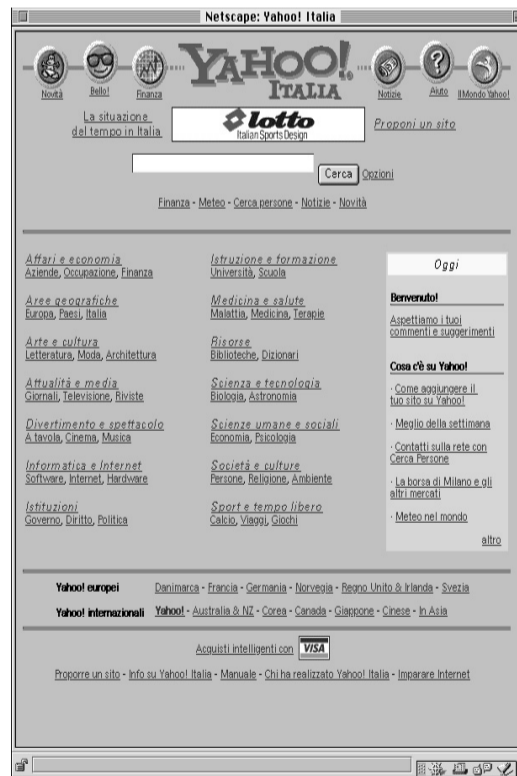 Netscape: Yahoo! Italia
YAHOO!
ITALIA
Novità
Bello!
Finanza
Notizie
Aiuto
Il Mondo Yahoo!
La situazione
del tempo in Italia
lotto
Italian Sports Design
Proponi un sito
Cerca
Opzioni
Finanza - Meteo - Cerca persone - Notizie - Novità
Affari e economia
Aziende, Occupazione, Finanza
Aree geografiche
Europa, Paesi, Italia
Arte e cultura
Letteratura, Moda, Architettura
Attualità e media
Giornali, Televisione, Riviste
Divertimento e spettacolo
A tavola, Cinema, Musica
Informatica e Internet
Software, Internet, Hardware
Istituzioni
Governo, Diritto, Politica
Istruzione e formazione
Università, Scuola
Medicina e salute
Malattia, Medicina, Terapie
Risorse
Biblioteche, Dizionari
Scienza e tecnologia
Biologia, Astronomia
Scienze umane e sociali
Economia, Psicologia
Società e culture
Persone, Religione, Ambiente
Sport e tempo libero
Calcio, Viaggi, Giochi
Oggi
Benvenuto!
Aspettiamo i tuoi
commenti e suggerimenti
Cosa c'è su Yahoo!
· Come aggiungere il
tuo sito su Yahoo!
· Meglio della settimana
· Contatti sulla rete con
Cerca Persone
· La borsa di Milano e gli
altri mercati
· Meteo nel mondo
altro
Yahoo! europei Danimarca - Francia - Germania - Norvegia - Regno Unito & Irlanda - Svezia
Yahoo! internazionali Yahoo! - Australia & NZ - Corea - Canada - Giappone - Cinese - In Asia
Acquisti intelligenti con VISA
Proporre un sito - Info su Yahoo! Italia - Manuale - Chi ha realizzato Yahoo! Italia - Imparare Internet